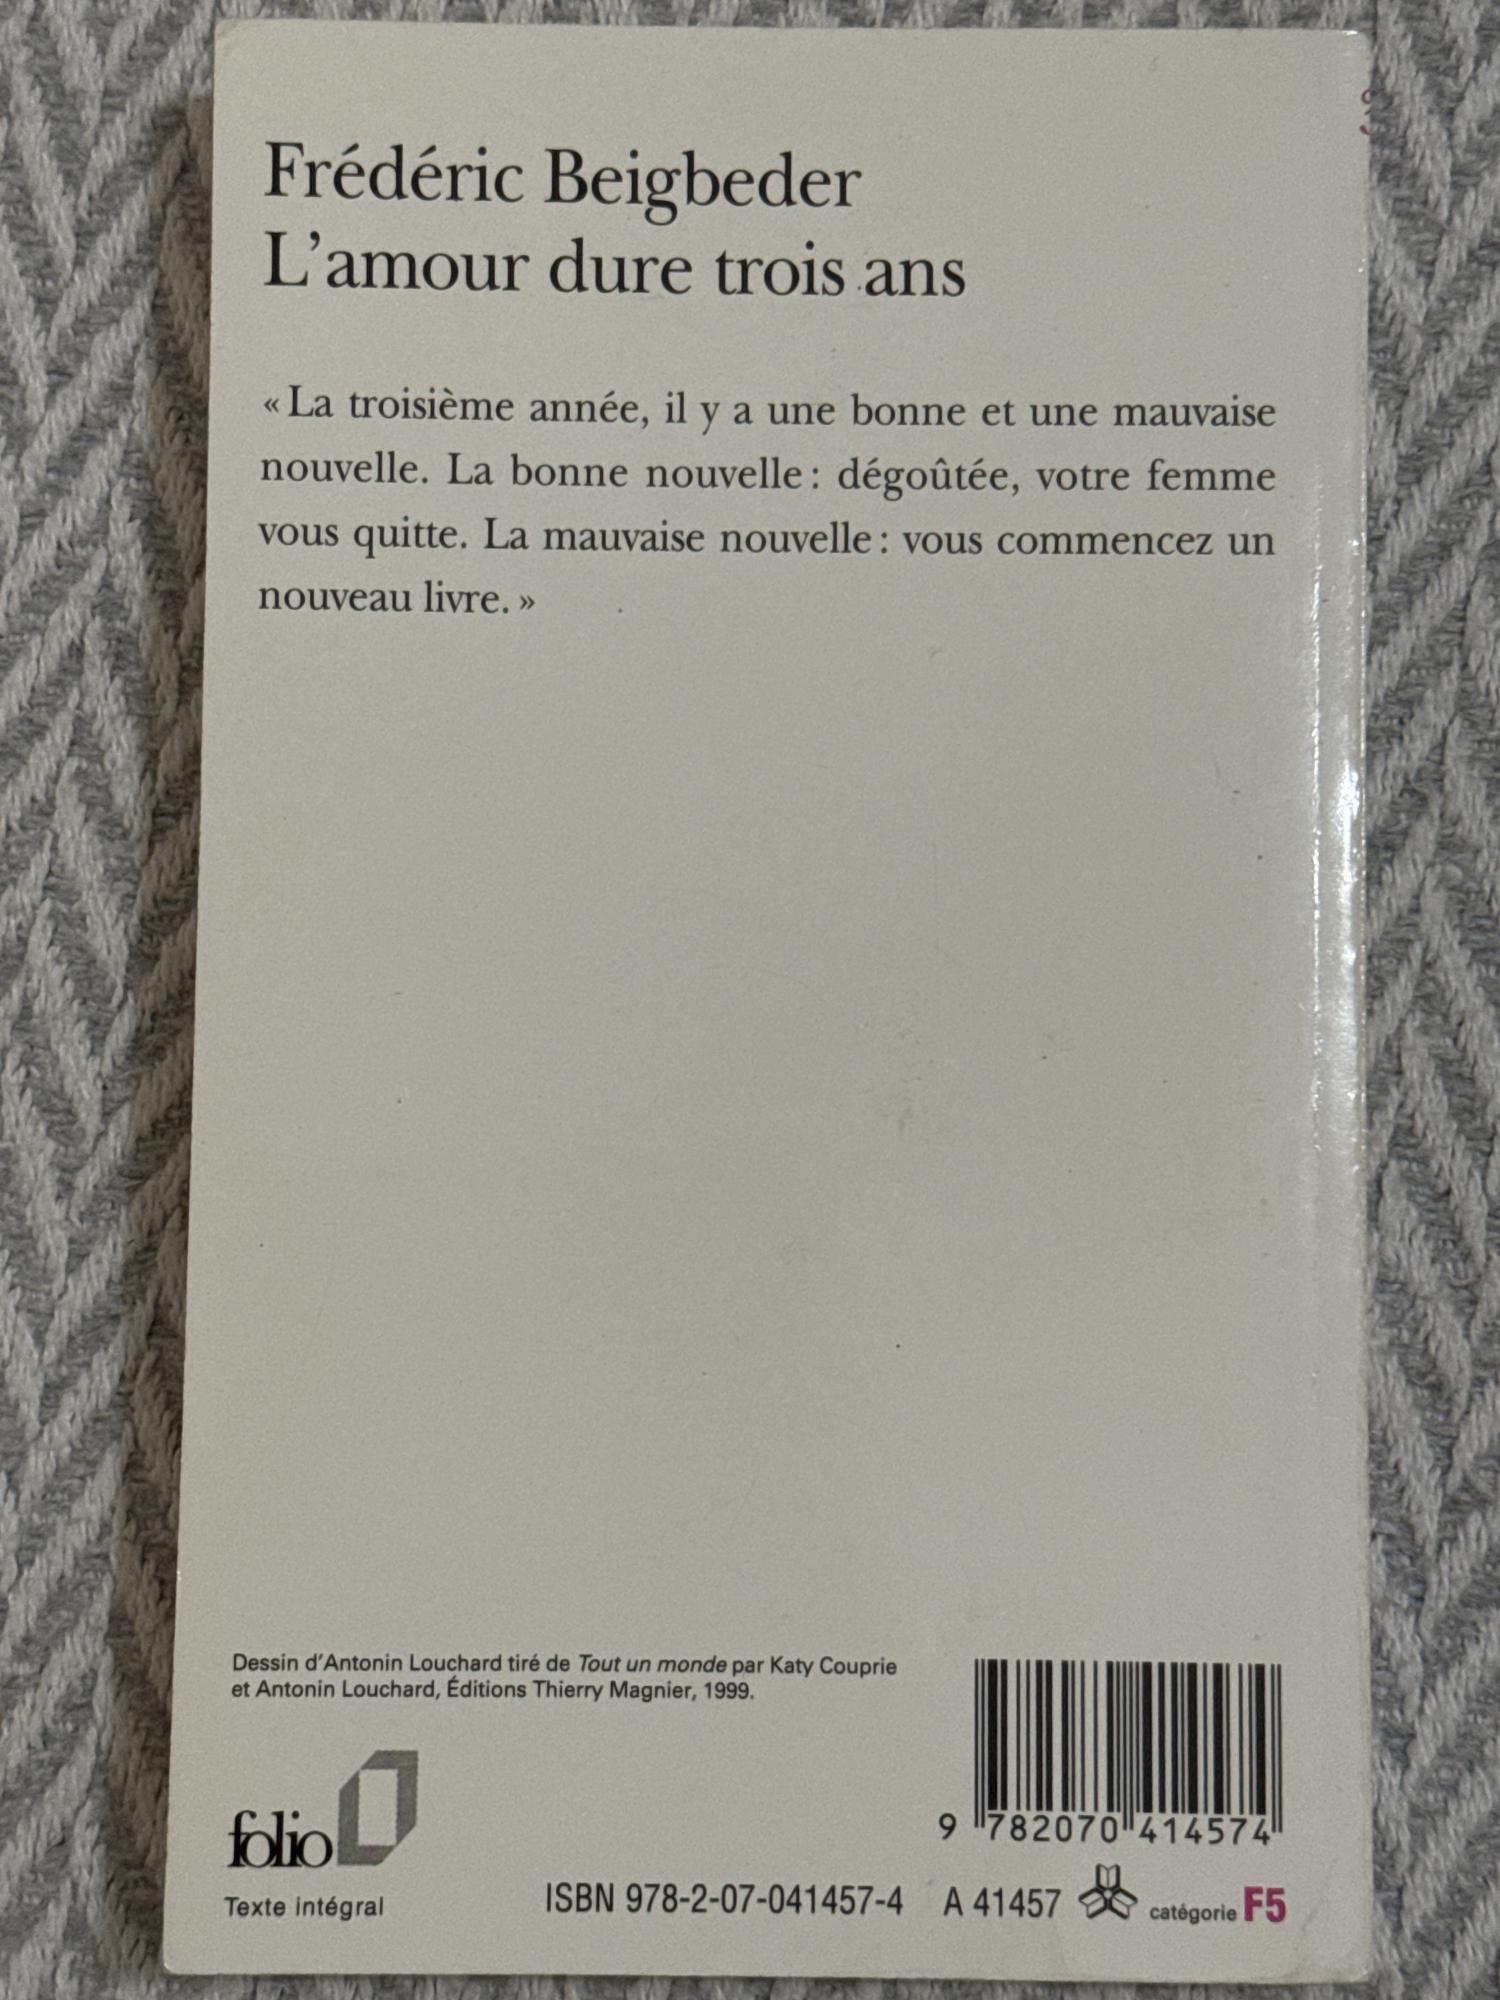 Frédéric Beigbeder
L'amour dure trois ans
« La troisième année, il y a une bonne et une mauvaise
nouvelle. La bonne nouvelle : dégoûtée, votre femme
vous quitte. La mauvaise nouvelle : vous commencez un
nouveau livre. »
Dessin d'Antonin Louchard tiré de Tout un monde par Katy Couprie
et Antonin Louchard, Éditions Thierry Magnier, 1999.
9 782070 414574
folio
Texte intégral
ISBN 978-2-07-041457-4 A 41457 catégorie F5